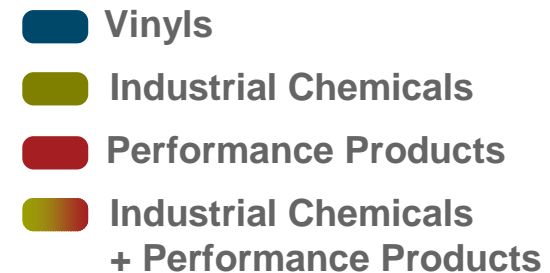 Vinyls
Industrial Chemicals
Performance Products
Industrial Chemicals
+ Performance Products